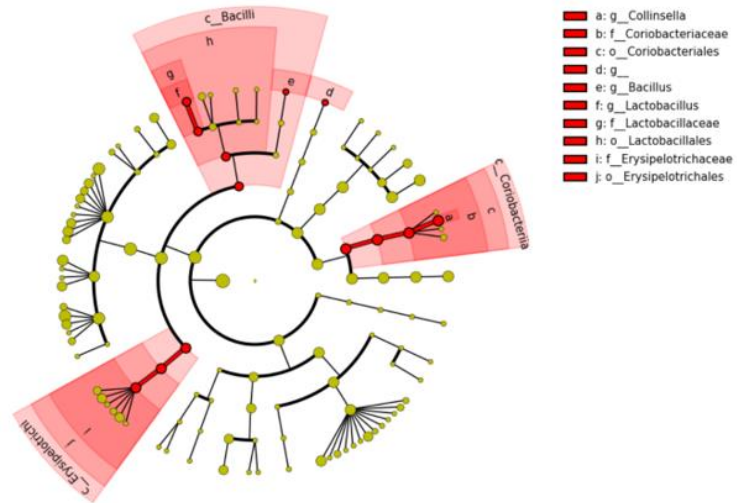 c__Bacilli
h
g
f
e
d
c__Coriobacteriia
c
b
a
i
j
c__Erysipelotrichi
a: g__Collinsella
b: f__Coriobacteriaceae
c: o__Coriobacteriales
d: g__
e: g__Bacillus
f: g__Lactobacillus
g: f__Lactobacillaceae
h: o__Lactobacillales
i: f__Erysipelotrichaceae
j: o__Erysipelotrichales